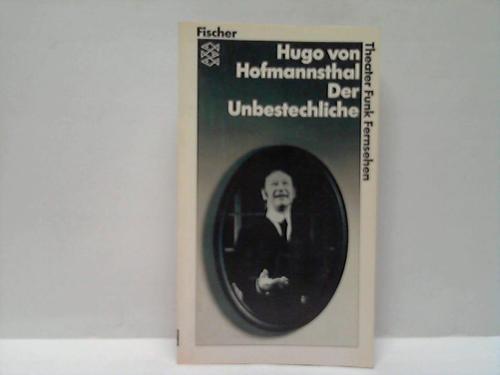 Fischer
Hugo von
Hofmannsthal
Der
Unbestechliche
Theater Funk Fernsehen